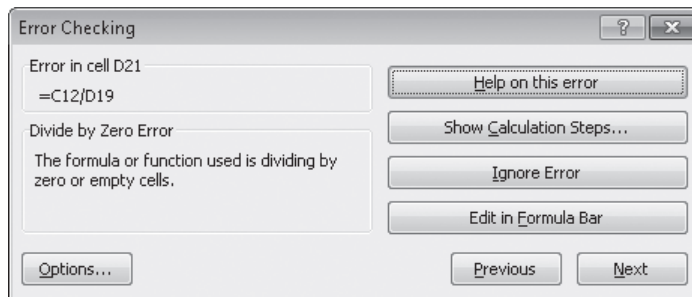 Error Checking
Error in cell D21
=C12/D19
Divide by Zero Error
The formula or function used is dividing by
zero or empty cells.
Help on this error
Show Calculation Steps...
Ignore Error
Edit in Formula Bar
Options...
Previous
Next